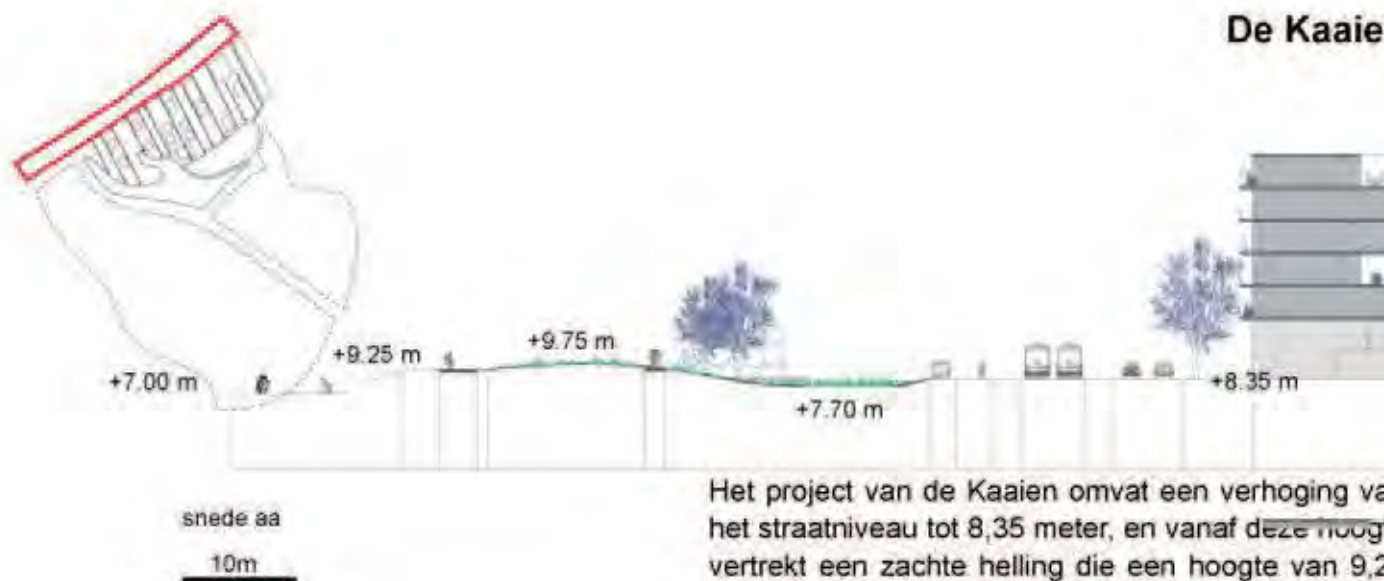 De Kaaie
+9.75 m
+9.25 m
+7.00 m
+8.35 m
+7.70 m
snede aa
10m
Het project van de Kaaien omvat een verhoging va
het straatniveau tot 8,35 meter, en vanaf deze hoog
vertrekt een zachte helling die een hoogte van 9,2